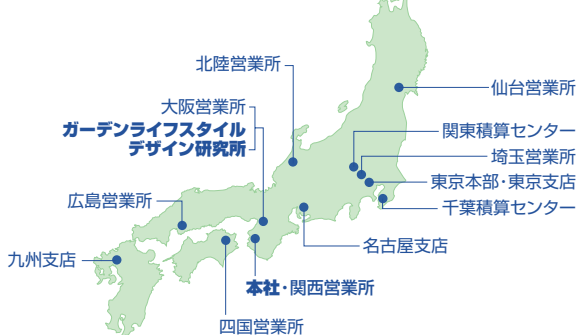 北陸営業所
仙台営業所
大阪営業所
ガーデンライフスタイル
デザイン研究所
関東積算センター
埼玉営業所
東京本部・東京支店
広島営業所
千葉積算センター
名古屋支店
九州支店
本社・関西営業所
四国営業所